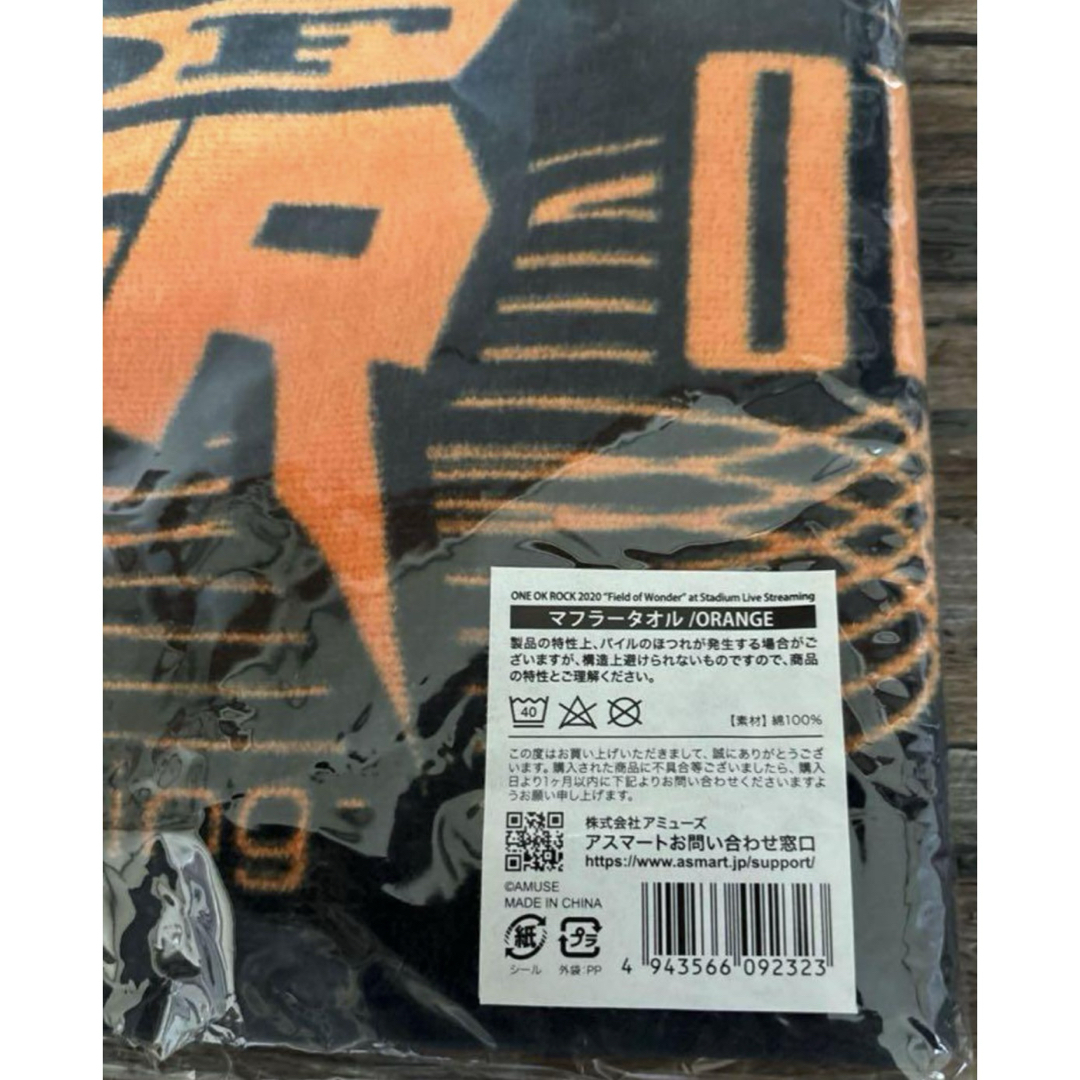 OF
R
0
ing-
ONE OK ROCK 2020 "Field of Wonder" at Stadium Live Streaming
マフラータオル /ORANGE
製品の特性上、パイルのほつれが発生する場合がご
ざいますが、構造上避けられないものですので、商品
の特性とご理解ください。
40
【素材】綿100%
この度はお買い上げいただきまして、誠にありがとうござ
います。購入された商品に不具合等ございましたら、購入
日より1ヶ月以内に下記よりお問い合わせくださいますよ
うお願い申し上げます。
株式会社アミューズ
アスマートお問い合わせ窓口
https://www.asmart.jp/support/
©AMUSE
MADE IN CHINA
紙
プラ
シール
外袋:PP
4 943566 092323